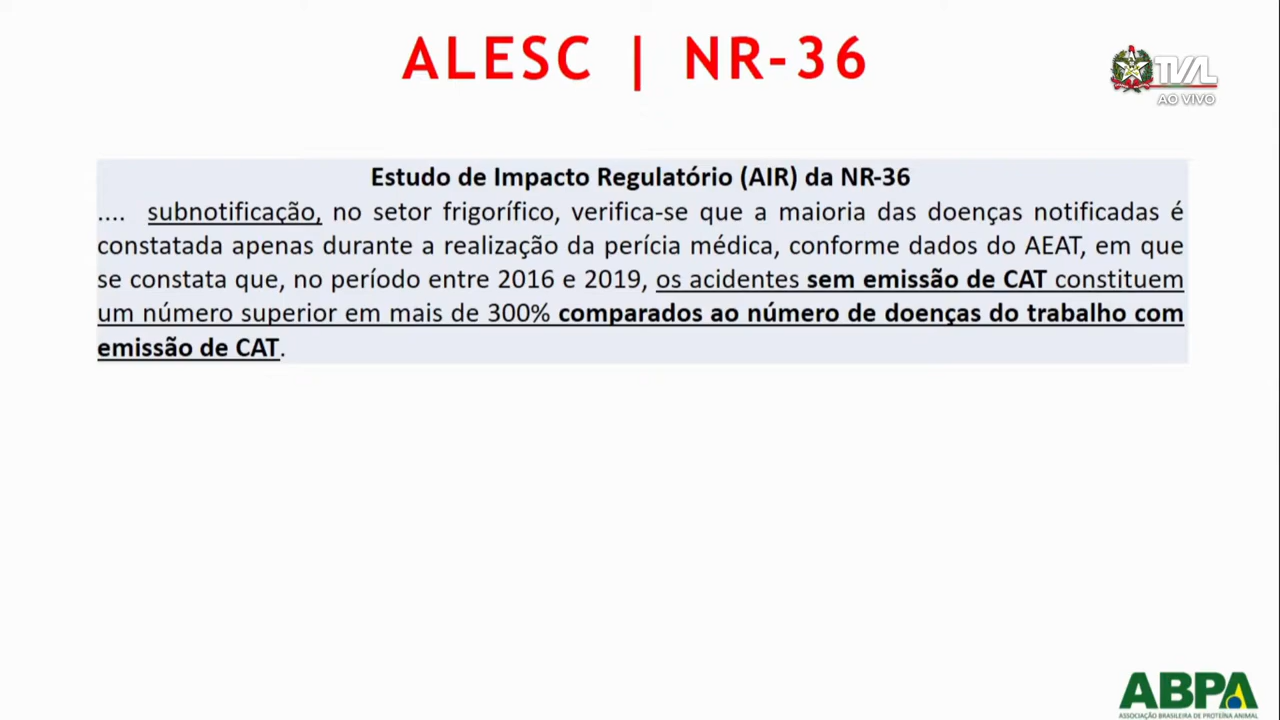 ALESC | NR-36
TVAL
AO VIVO
Estudo de Impacto Regulatório (AIR) da NR-36
.... subnotificação, no setor frigorífico, verifica-se que a maioria das doenças notificadas é
constatada apenas durante a realização da perícia médica, conforme dados do AEAT, em que
se constata que, no período entre 2016 e 2019, os acidentes sem emissão de CAT constituem
um número superior em mais de 300% comparados ao número de doenças do trabalho com
emissão de CAT.
ABPA
ASSOCIAÇÃO BRASILEIRA DE PROTEÍNA ANIMAL